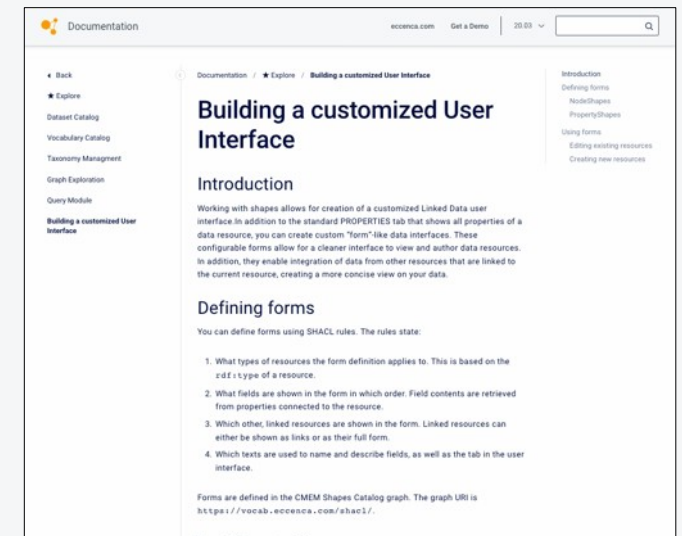 Documentation
eccenca.com Get a Demo 20.03
Back
Explore
Dataset Catalog
Vocabulary Catalog
Taxonomy Managment
Graph Exploration
Query Module
Building a customized User
Interface
Documentation / ★ Explore / Building a customized User Interface
Building a customized User
Interface
Introduction
Working with shapes allows for creation of a customized Linked Data user
interface.In addition to the standard PROPERTIES tab that shows all properties of a
data resource, you can create custom "form"-like data interfaces. These
configurable forms allow for a cleaner interface to view and author data resources.
In addition, they enable integration of data from other resources that are linked to
the current resource, creating a more concise view on your data.
Defining forms
You can define forms using SHACL rules. The rules state:
1. What types of resources the form definition applies to. This is based on the
rdf:type of a resource.
2. What fields are shown in the form in which order. Field contents are retrieved
from properties connected to the resource.
3. Which other, linked resources are shown in the form. Linked resources can
either be shown as links or as their full form.
4. Which texts are used to name and describe fields, as well as the tab in the user
interface.
Forms are defined in the CMEM Shapes Catalog graph. The graph URI is
https://vocab.eccenca.com/shacl/.
Introduction
Defining forms
NodeShapes
PropertyShapes
Using forms
Editing existing resources
Creating new resources